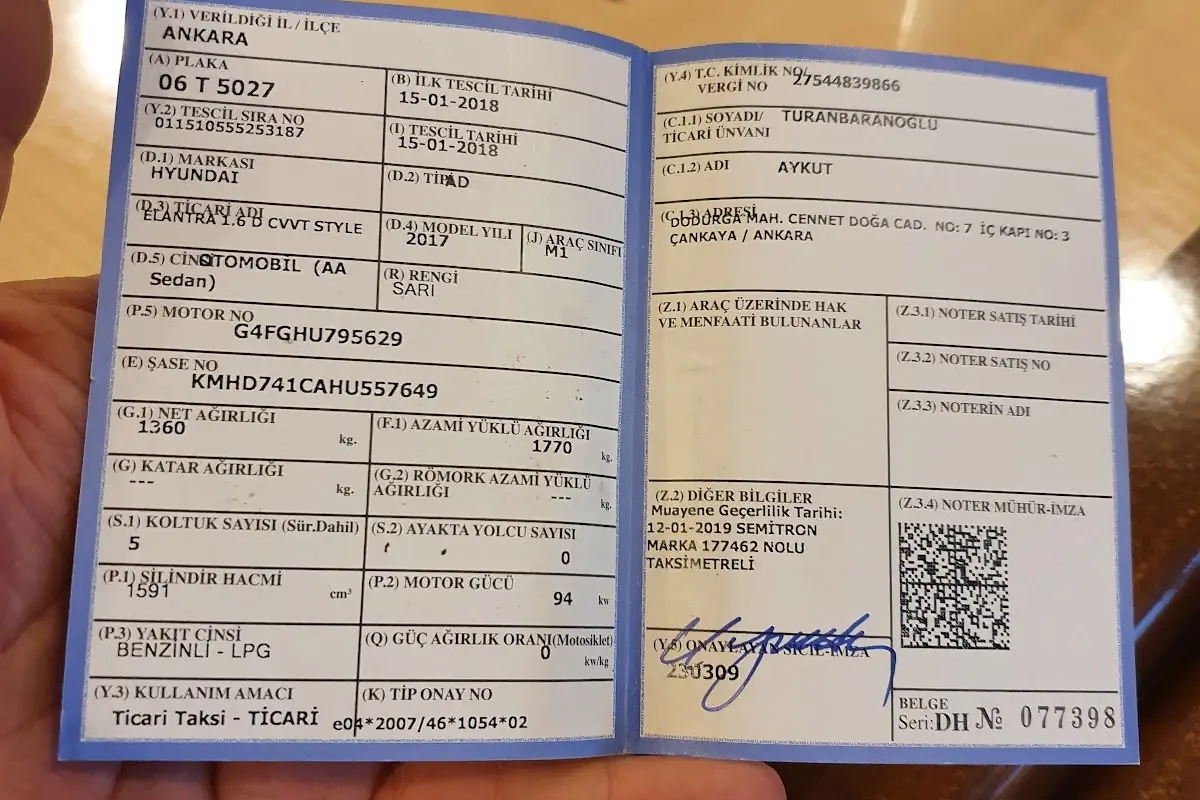 (Y.1) VERİLDİĞİ İL / İLÇE
ANKARA
(A) PLAKA
06 T 5027
(B) İLK TESCİL TARİHİ
15-01-2018
(Y.2) TESCİL SIRA NO
011510555253187
(I) TESCİL TARİHİ
15-01-2018
(D.1) MARKASI
HYUNDAI
(D.2) TİPİ
AD
(D.3) TİCARİ ADI
ELANTRA 1.6 D CVVT STYLE
(D.4) MODEL YILI
2017
(J) ARAÇ SINIFI
M1
(D.5) CİNSİ
OTOMOBİL (AA
Sedan)
(R) RENGİ
SARI
(P.5) MOTOR NO
G4FGHU795629
(E) ŞASE NO
KMHD741CAHU557649
(G.1) NET AĞIRLIĞI
1360
kg.
(F.1) AZAMİ YÜKLÜ AĞIRLIĞI
1770
kg.
(G) KATAR AĞIRLIĞI
---
kg.
(G.2) RÖMORK AZAMİ YÜKLÜ
AĞIRLIĞI
---
kg.
(S.1) KOLTUK SAYISI (Sür.Dahil)
5
(S.2) AYAKTA YOLCU SAYISI
0
(P.1) SİLİNDİR HACMİ
1591
cm³
(P.2) MOTOR GÜCÜ
94
kw
(P.3) YAKIT CİNSİ
BENZİNLİ - LPG
(Q) GÜÇ AĞIRLIK ORANI(Motosiklet)
0
kw/kg
(Y.3) KULLANIM AMACI
Ticari Taksi - TİCARİ
(K) TİP ONAY NO
e04*2007/46*1054*02
(Y.4) T.C. KİMLİK NO/
VERGİ NO
27544839866
(C.1.1) SOYADI/
TİCARİ ÜNVANI
TURANBARANOĞLU
(C.1.2) ADI
AYKUT
(C.1.3) ADRESİ
DODURGA MAH. CENNET DOĞA CAD. NO: 7 İÇ KAPI NO: 3
ÇANKAYA / ANKARA
(Z.1) ARAÇ ÜZERİNDE HAK
VE MENFAATİ BULUNANLAR
(Z.3.1) NOTER SATIŞ TARİHİ
(Z.3.2) NOTER SATIŞ NO
(Z.3.3) NOTERİN ADI
(Z.2) DİĞER BİLGİLER
Muayene Geçerlilik Tarihi:
12-01-2019 SEMİTRON
MARKA 177462 NOLU
TAKSİMETRELİ
(Z.3.4) NOTER MÜHÜR-İMZA
(Y.5) ONAYLAYAN SİCİL-İMZA
230309
BELGE
Seri: DH № 077398